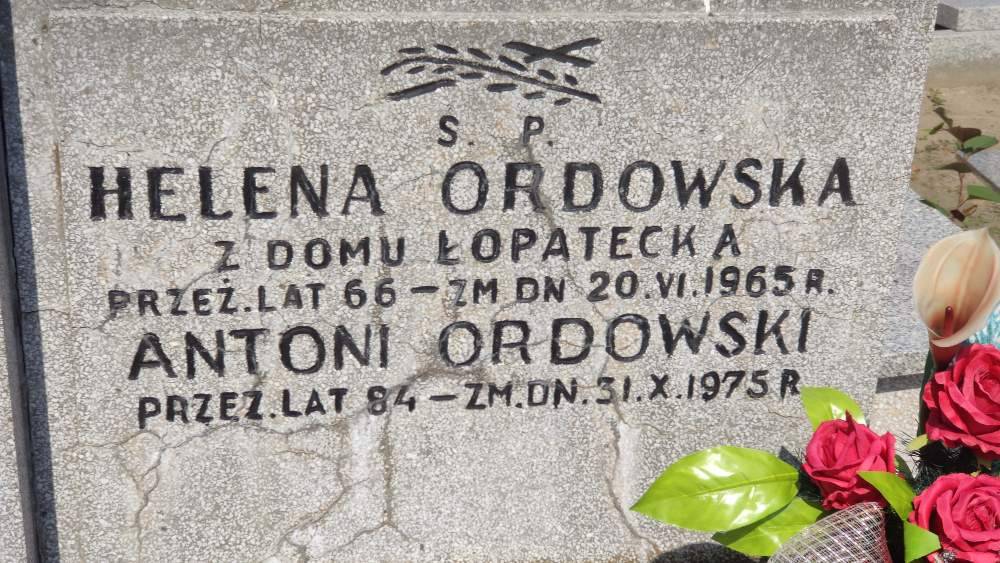 S. P.
HELENA ORDOWSKA
Z DOMU ŁOPATECKA
PRZEŻ. LAT 66 – ZM DN 20.VI.1965 R.
ANTONI ORDOWSKI
PRZEŻ. LAT 84 – ZM. DN. 31.X.1975 R